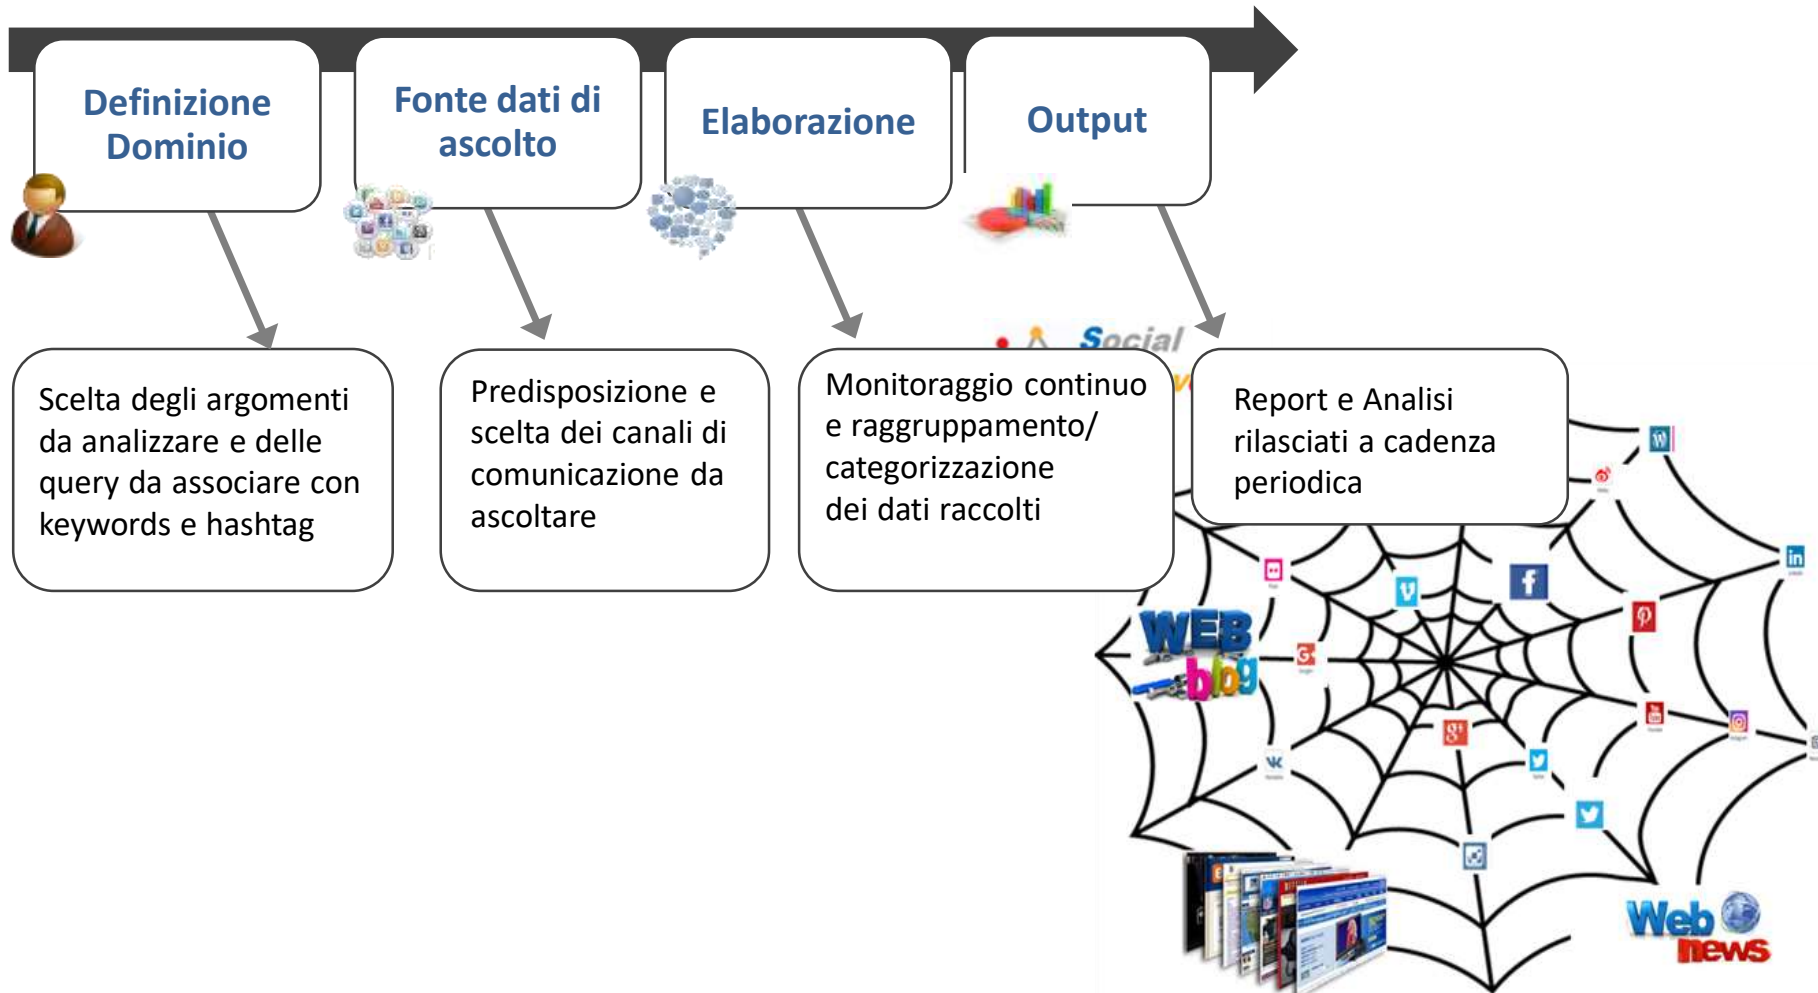 Definizione
Dominio
Fonte dati di
ascolto
Elaborazione
Output
Social
Scelta degli argomenti
da analizzare e delle
query da associare con
keywords e hashtag
Predisposizione e
scelta dei canali di
comunicazione da
ascoltare
Monitoraggio continuo
e raggruppamento/
categorizzazione
dei dati raccolti
Report e Analisi
rilasciati a cadenza
periodica
WEB
blog
Web
news